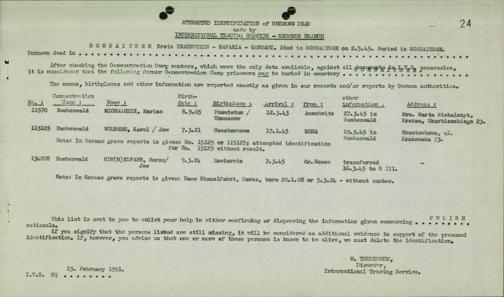 24
ATTEMPTED IDENTIFICATION of UNKNOWN DEAD
made by
INTERNATIONAL TRACING SERVICE - RECORDS BRANCH
SCHNAITSEE Kreis TRAUNSTEIN - BAVARIA - GERMANY. Died in SCHNAITSEE on 2.5.45. Buried in SCHNAITSEE.
Unknown dead in
After checking the Concentration Camp numbers, which were the only data available, against all documents in I.T.S. possession,
it is considered that the following former Concentration Camp prisoners may be buried in cemetery SCHNAITSEE
The names, birthplaces and other information are reported exactly as given in our records and/or reports by German authorities.
Concentration Birth- other
No. : Camp : Name : date : Birthplace : Arrival : from : information : Address :
11570 Buchenwald MICHALCZYK, Marian 8.9.05 12.3.43 Auschwitz 27.3.45 in Mrs. Maria Michalczyk,
Tomaszow Buchenwald Krakau, 23.
115125 Buchenwald WOLBERG, Karol / Jew 7.3.21 Czestochowa 17.1.45 19.3.45 in Czestochowa, ul.
Buchenwald Krakowska 73.
Note: In German grave reports is given: No. 15125 or 115125; attempted identification
for No. 15125 without result.
134208 Buchenwald HIM(M)ELFARB, Hersz/ 5.3.24 Zawiercie 7.3.45 Gr.Rosen transferred -
Jew 16.3.45 to S III.
Note: In German grave reports is given: Hans Himmelfahrt, Heros, born 20.1.08 or 5.3.24 - without number.
This list is sent to you to enlist your help in either confirming or disproving the information given concerning POLISH
nationals.
If you signify that the persons listed are still missing, it will be considered as additional evidence in support of the presumed
identification. If, however, you advise us that one or more of these persons is known to be alive, we must delete the identification.
23. February 1951.
Director,
I.T.S. International Tracing Service.